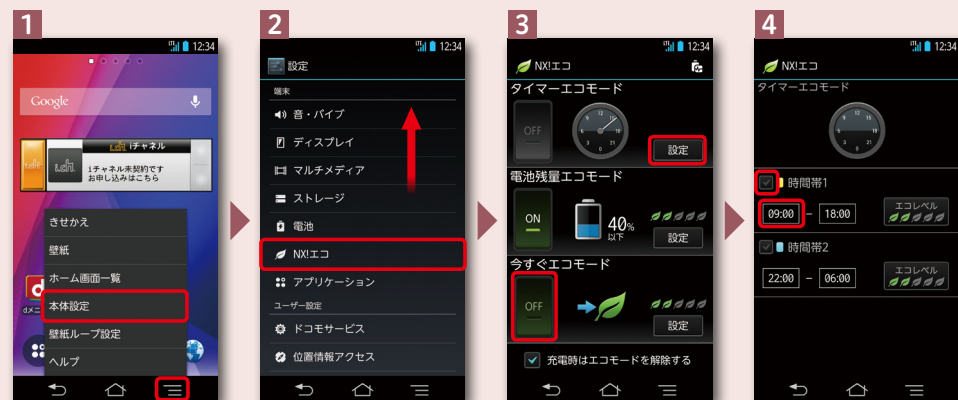 1
12:34
Google
i.ch. iチャネル
1チャネル未契約です
お申し込みはこちら
きせかえ
壁紙
ホーム画面一覧
本体設定
壁紙ループ設定
ヘルプ
2
12:34
設定
端末
音・バイブ
ディスプレイ
マルチメディア
ストレージ
電池
NX!エコ
アプリケーション
ユーザー設定
ドコモサービス
位置情報アクセス
3
12:34
NX!エコ
タイマーエコモード
OFF
設定
電池残量エコモード
ON
40%
以下
設定
今すぐエコモード
OFF
設定
充電時はエコモードを解除する
4
12:34
NX!エコ
タイマーエコモード
時間帯1
09:00 – 18:00
エコレベル
時間帯2
22:00 – 06:00
エコレベル